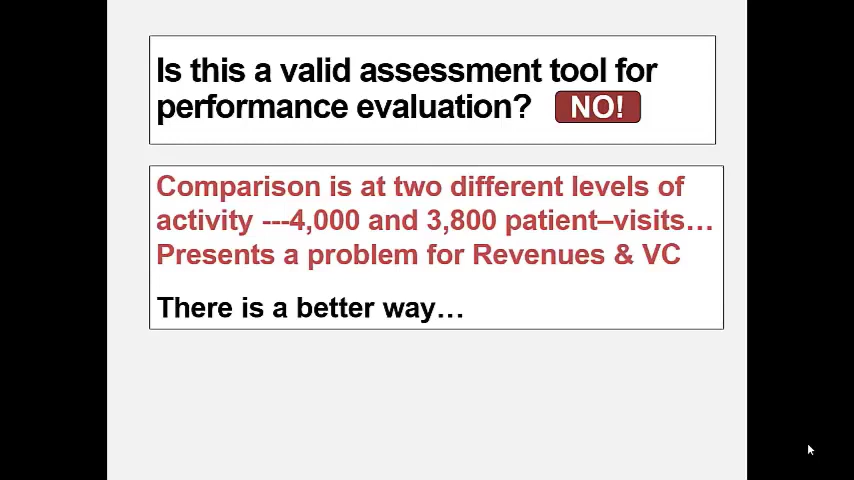 Is this a valid assessment tool for
performance evaluation? NO!
Comparison is at two different levels of
activity ---4,000 and 3,800 patient–visits…
Presents a problem for Revenues & VC
There is a better way…